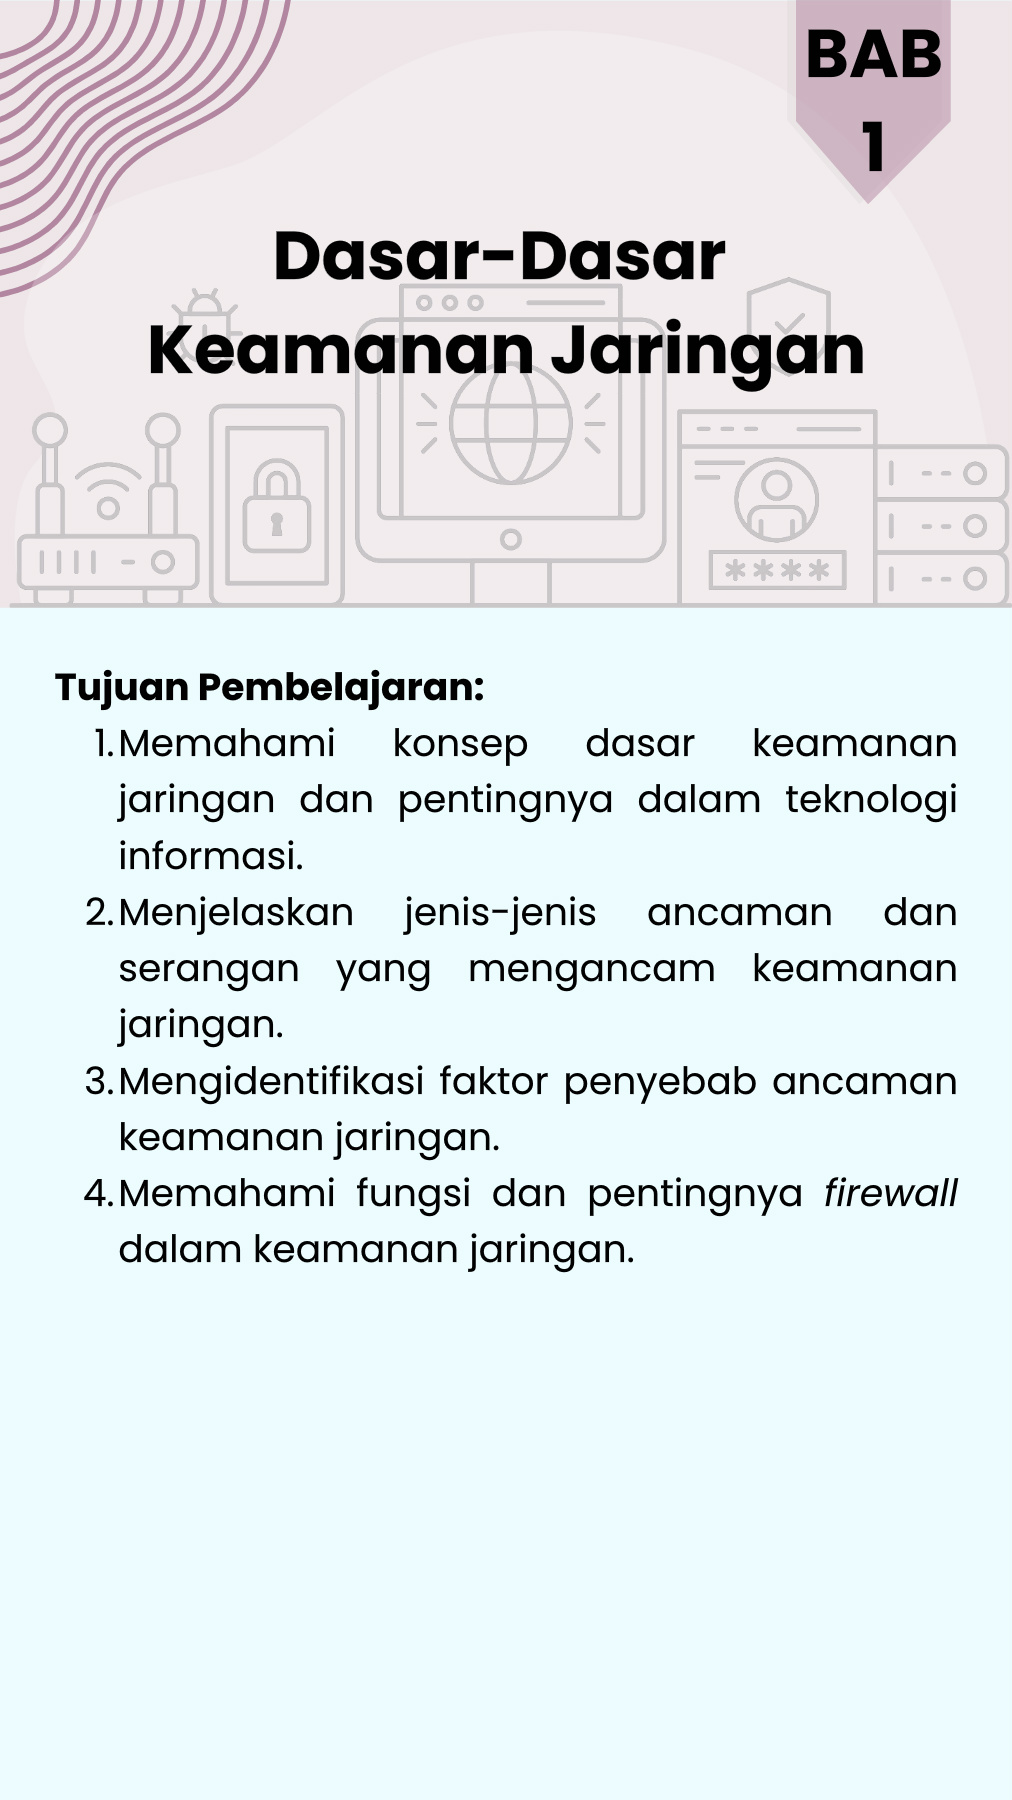 BAB
1
Dasar-Dasar
Keamanan Jaringan
****
Tujuan Pembelajaran:
1. Memahami konsep dasar keamanan
jaringan dan pentingnya dalam teknologi
informasi.
2. Menjelaskan jenis-jenis ancaman dan
serangan yang mengancam keamanan
jaringan.
3. Mengidentifikasi faktor penyebab ancaman
keamanan jaringan.
4. Memahami fungsi dan pentingnya firewall
dalam keamanan jaringan.